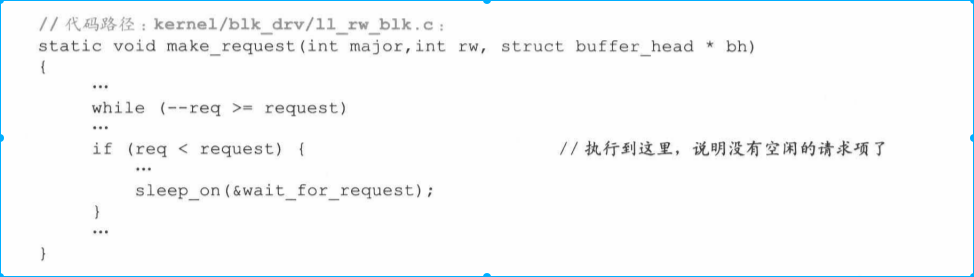 // 代码路径：kernel/blk_drv/ll_rw_blk.c：
static void make_request(int major,int rw, struct buffer_head * bh)
{
…
while (--req >= request)
…
if (req < request) { // 执行到这里，说明没有空闲的请求项了
…
sleep_on(&wait_for_request);
}
…
}